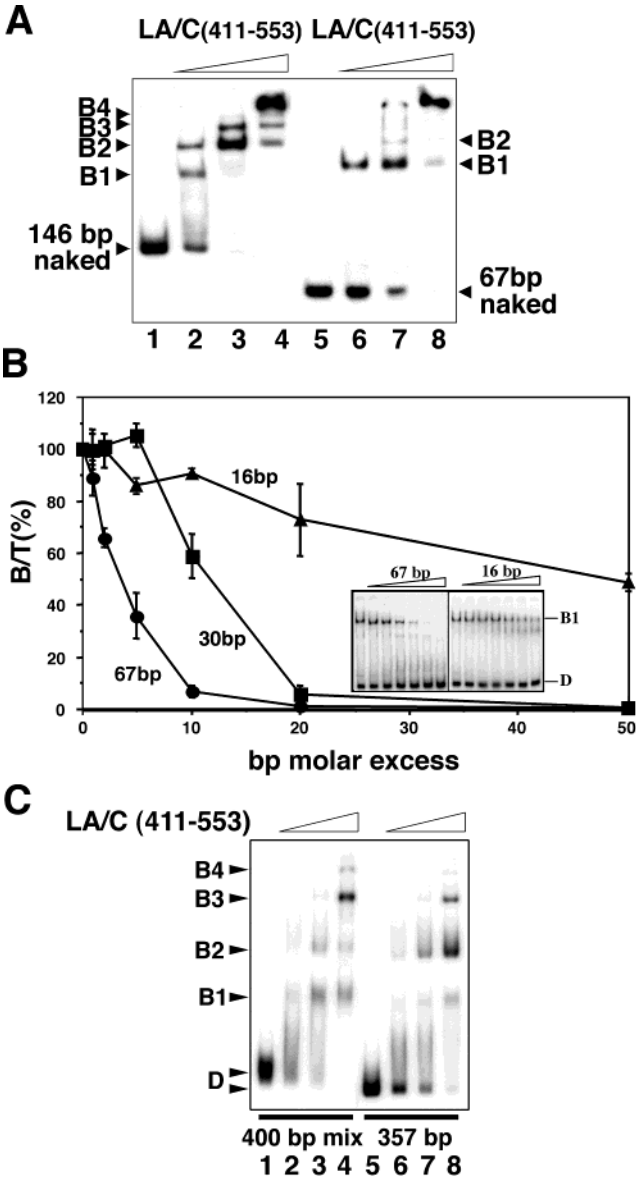 A
LA/C(411-553) LA/C(411-553)
B4
B3
B2
B1
146 bp
naked
B2
B1
67bp
naked
1 2 3 4 5 6 7 8
B
120
100
80
60
40
20
0
B/T(%)
16bp
30bp
67bp
67 bp 16 bp
B1
D
0 10 20 30 40 50
bp molar excess
C
LA/C (411-553)
B4
B3
B2
B1
D
400 bp mix 357 bp
1 2 3 4 5 6 7 8